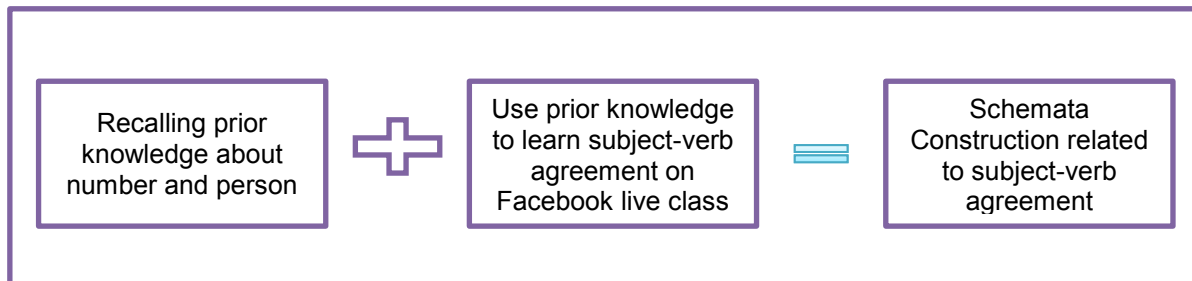 Recalling prior
knowledge about
number and person
Use prior knowledge
to learn subject-verb
agreement on
Facebook live class
Schemata
Construction related
to subject-verb
agreement